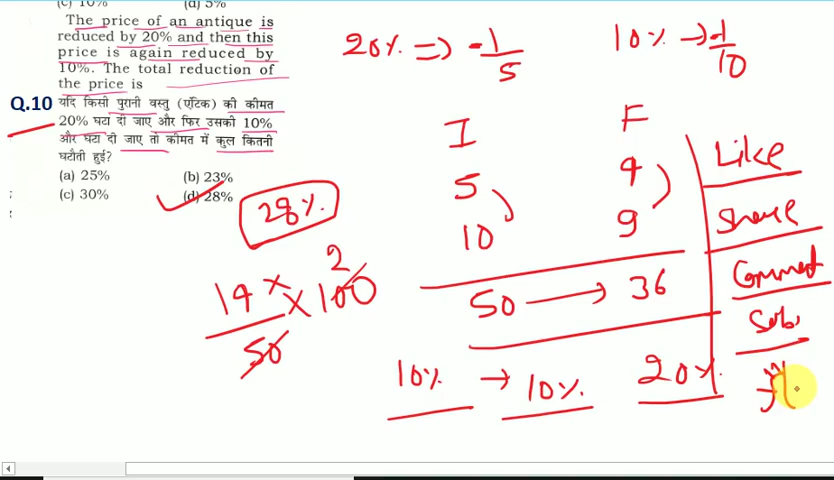 (c) 10% (d) 5%
The price of an antique is
reduced by 20% and then this
price is again reduced by
10%. The total reduction of
the price is
Q.10 यदि किसी पुरानी वस्तु (एंटिक) की कीमत
20% घटा दी जाए और फिर उसकी 10%
और घटा दी जाए तो कीमत में कुल कितनी
घटौती हुई?
(a) 25% (b) 23%
(c) 30% (d) 28%
28%
14 × × 100 2
50
20% ⇒ -1/5
10% → -1/10
I F
5 4
10 9
50 → 36
10% → 10% 20%
Like
Share
Comment
Sub